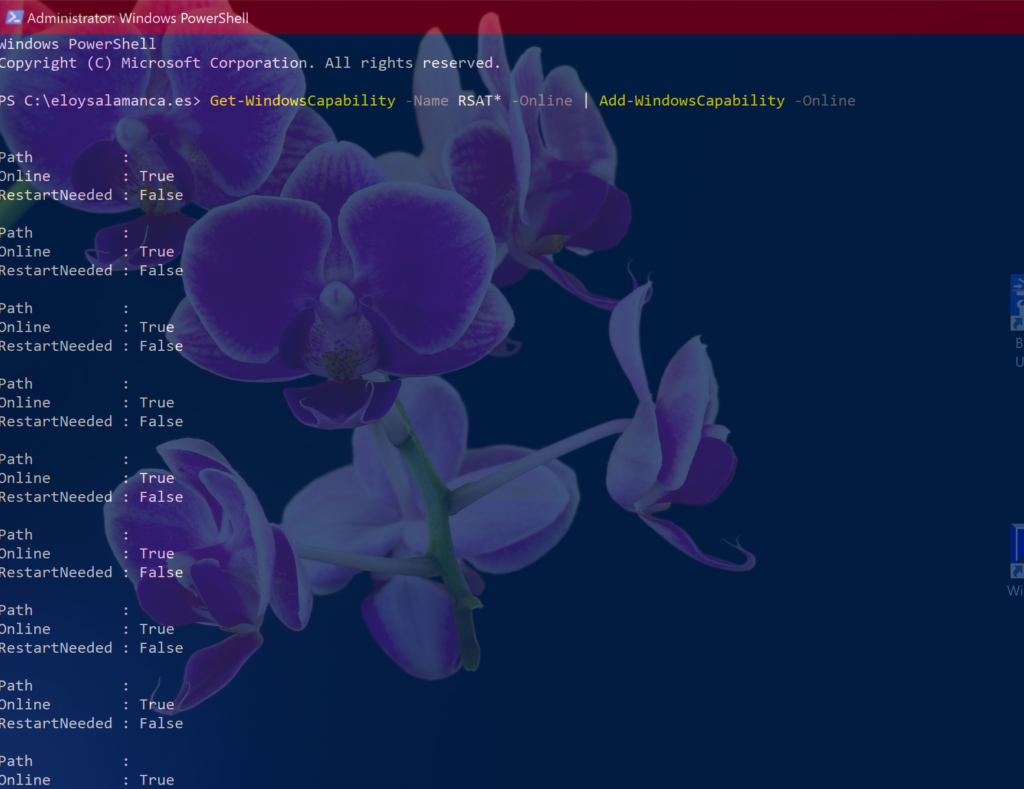 Administrator: Windows PowerShell
Windows PowerShell
Copyright (C) Microsoft Corporation. All rights reserved.
PS C:\eloysalamanca.es> Get-WindowsCapability -Name RSAT* -Online | Add-WindowsCapability -Online
Path          :
Online        : True
RestartNeeded : False
Path          :
Online        : True
RestartNeeded : False
Path          :
Online        : True
RestartNeeded : False
Path          :
Online        : True
RestartNeeded : False
Path          :
Online        : True
RestartNeeded : False
Path          :
Online        : True
RestartNeeded : False
Path          :
Online        : True
RestartNeeded : False
Path          :
Online        : True
RestartNeeded : False
Path          :
Online        : True
B
U
Wi